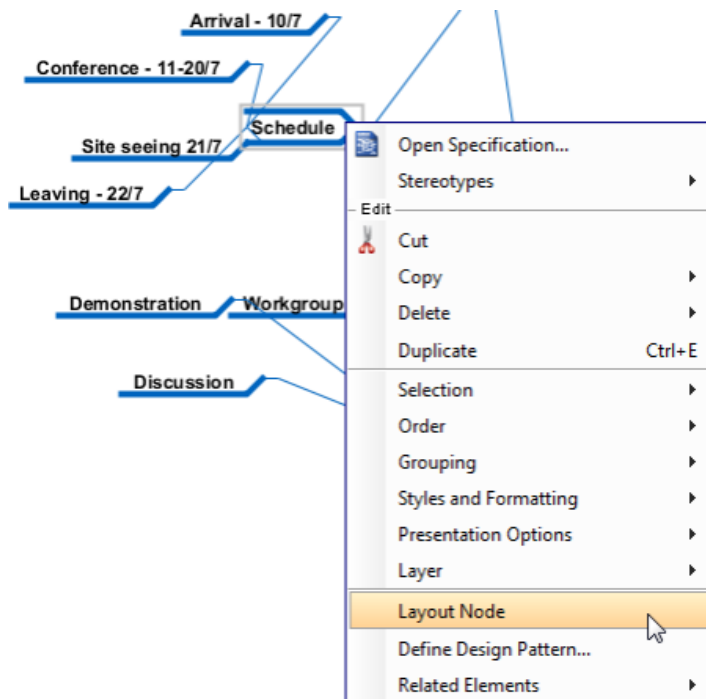 Arrival - 10/7
Conference - 11-20/7
Schedule
Site seeing 21/7
Leaving - 22/7
Demonstration
Workgroup
Discussion
Open Specification...
Stereotypes
Edit
Cut
Copy
Delete
Duplicate Ctrl+E
Selection
Order
Grouping
Styles and Formatting
Presentation Options
Layer
Layout Node
Define Design Pattern...
Related Elements